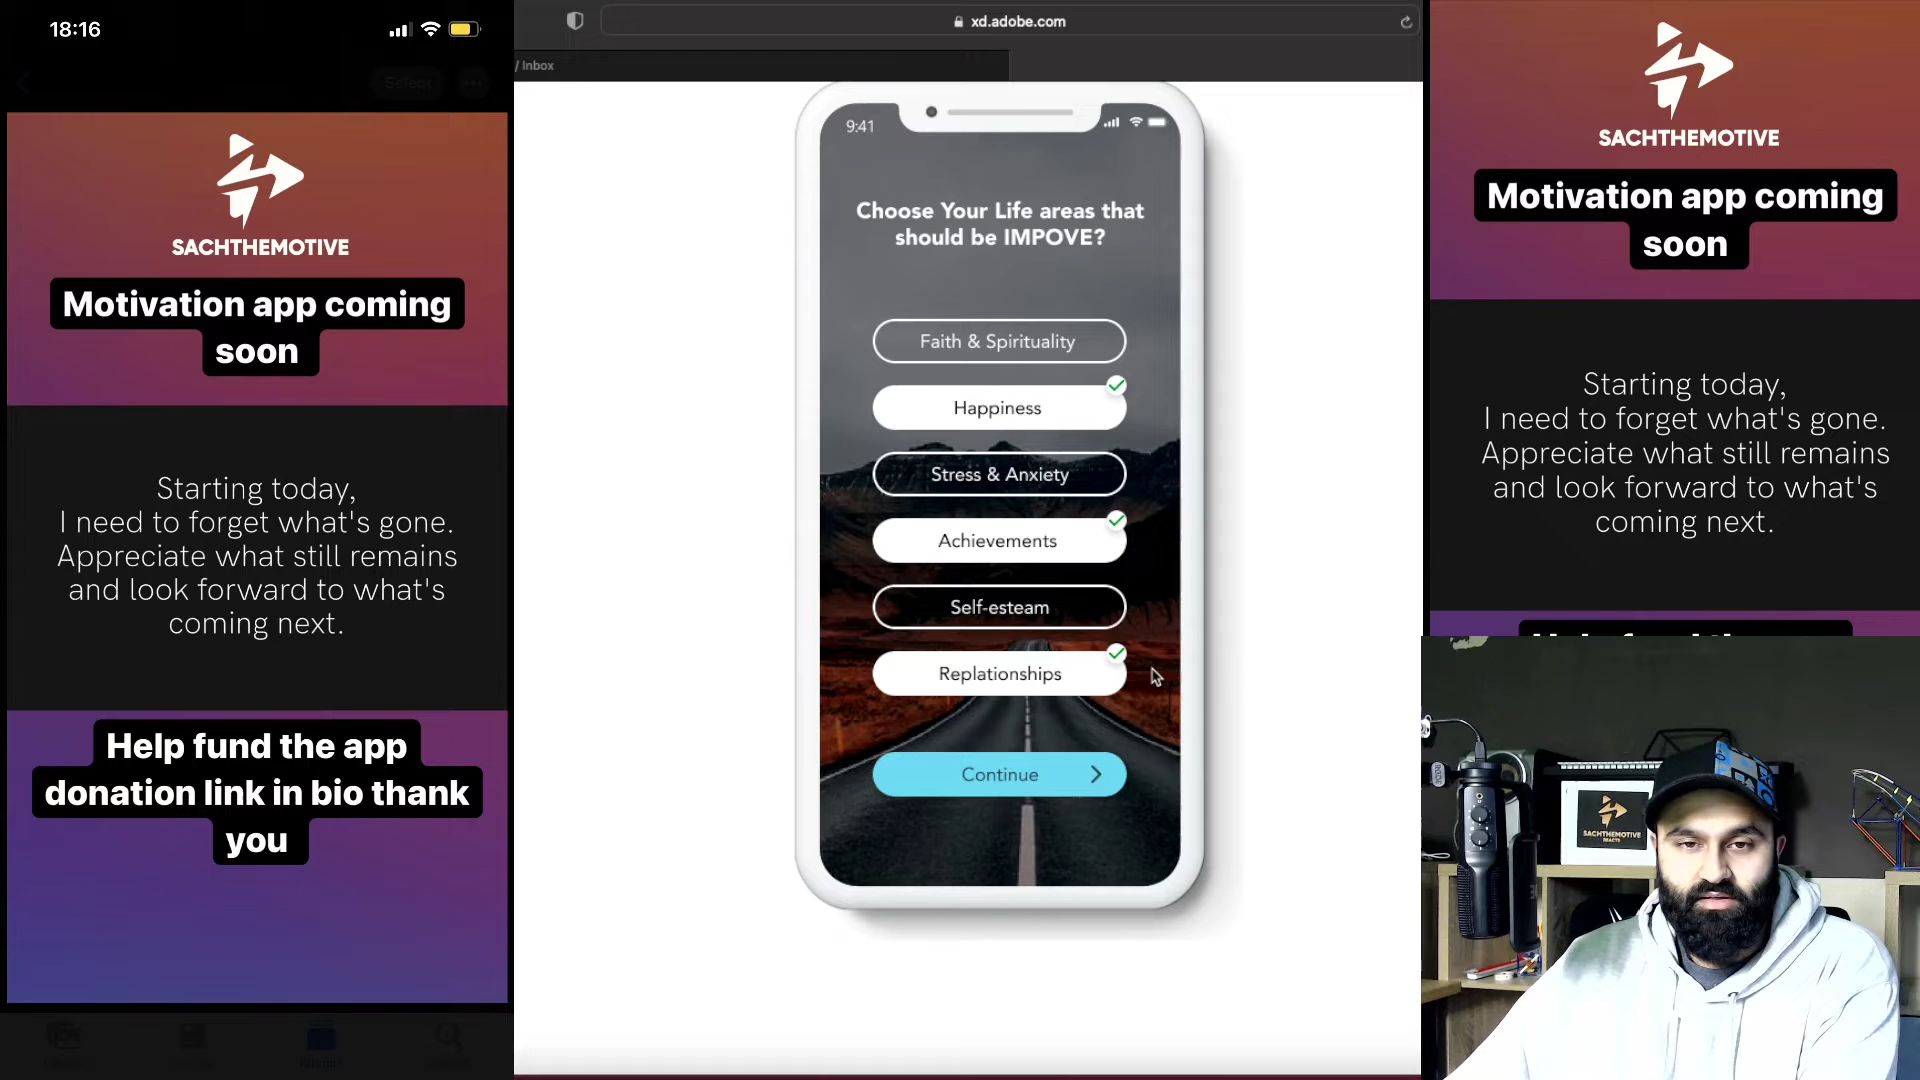 18:16
Select
SACHTHEMOTIVE
Motivation app coming
soon
Starting today,
I need to forget what's gone.
Appreciate what still remains
and look forward to what's
coming next.
Help fund the app
donation link in bio thank
you
xd.adobe.com
/ Inbox
9:41
Choose Your Life areas that
should be IMPOVE?
Faith & Spirituality
Happiness
Stress & Anxiety
Achievements
Self-esteam
Replationships
Continue
SACHTHEMOTIVE
Motivation app coming
soon
Starting today,
I need to forget what's gone.
Appreciate what still remains
and look forward to what's
coming next.
SACHTHEMOTIVE
REACTS